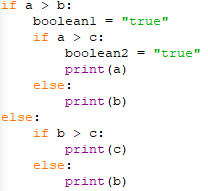 if a > b:
    boolean1 = "true"
    if a > c:
        boolean2 = "true"
        print(a)
    else:
        print(b)
else:
    if b > c:
        print(c)
    else:
        print(b)